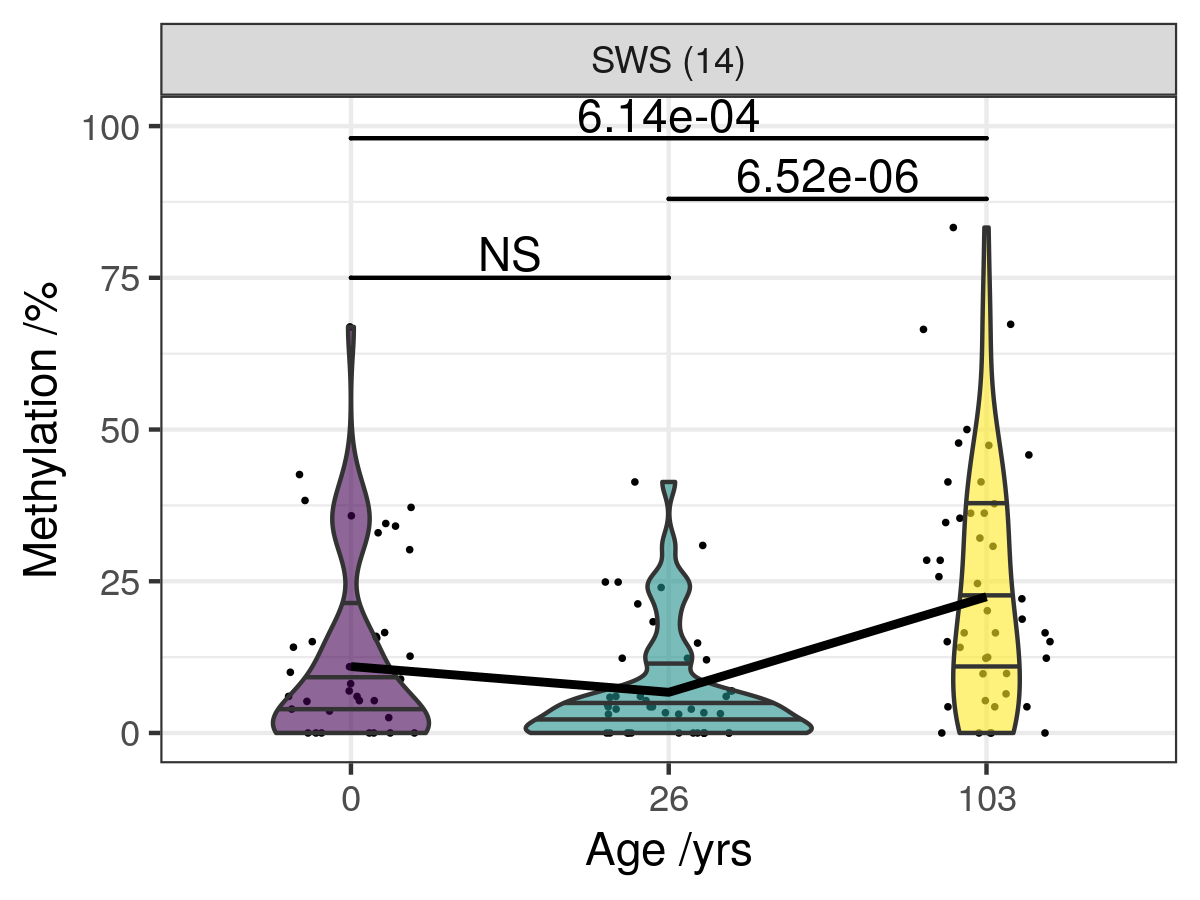 SWS (14)
6.14e-04
6.52e-06
NS
100
75
50
25
0
Methylation /%
0
26
103
Age /yrs